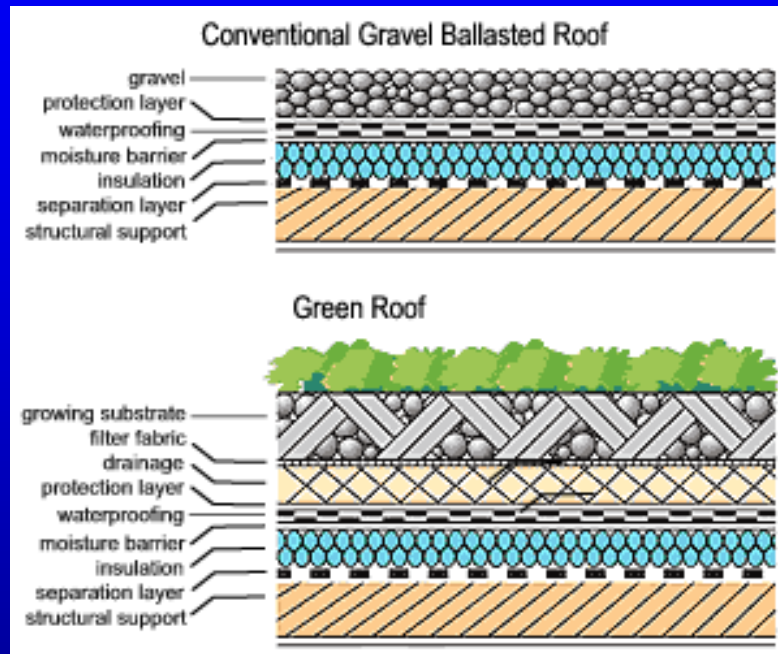 Conventional Gravel Ballasted Roof
gravel
protection layer
waterproofing
moisture barrier
insulation
separation layer
structural support
Green Roof
growing substrate
filter fabric
drainage
protection layer
waterproofing
moisture barrier
insulation
separation layer
structural support